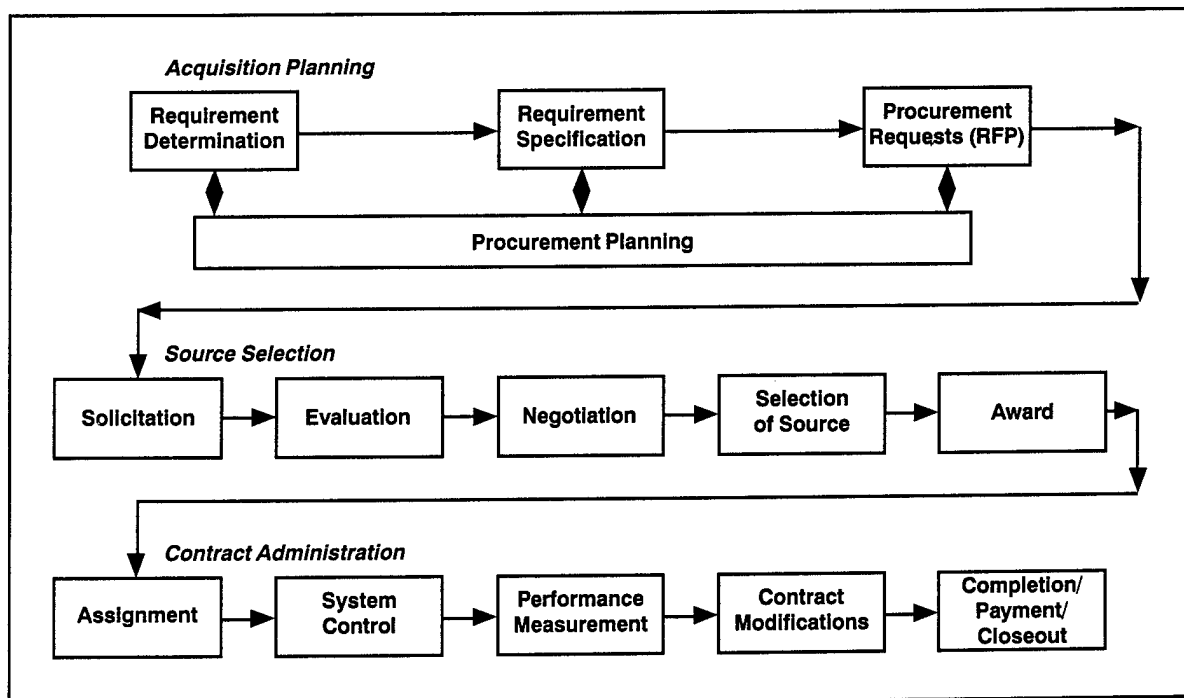 Acquisition Planning
Requirement
Determination
Requirement
Specification
Procurement
Requests (RFP)
Procurement Planning
Source Selection
Solicitation
Evaluation
Negotiation
Selection
of Source
Award
Contract Administration
Assignment
System
Control
Performance
Measurement
Contract
Modifications
Completion/
Payment/
Closeout